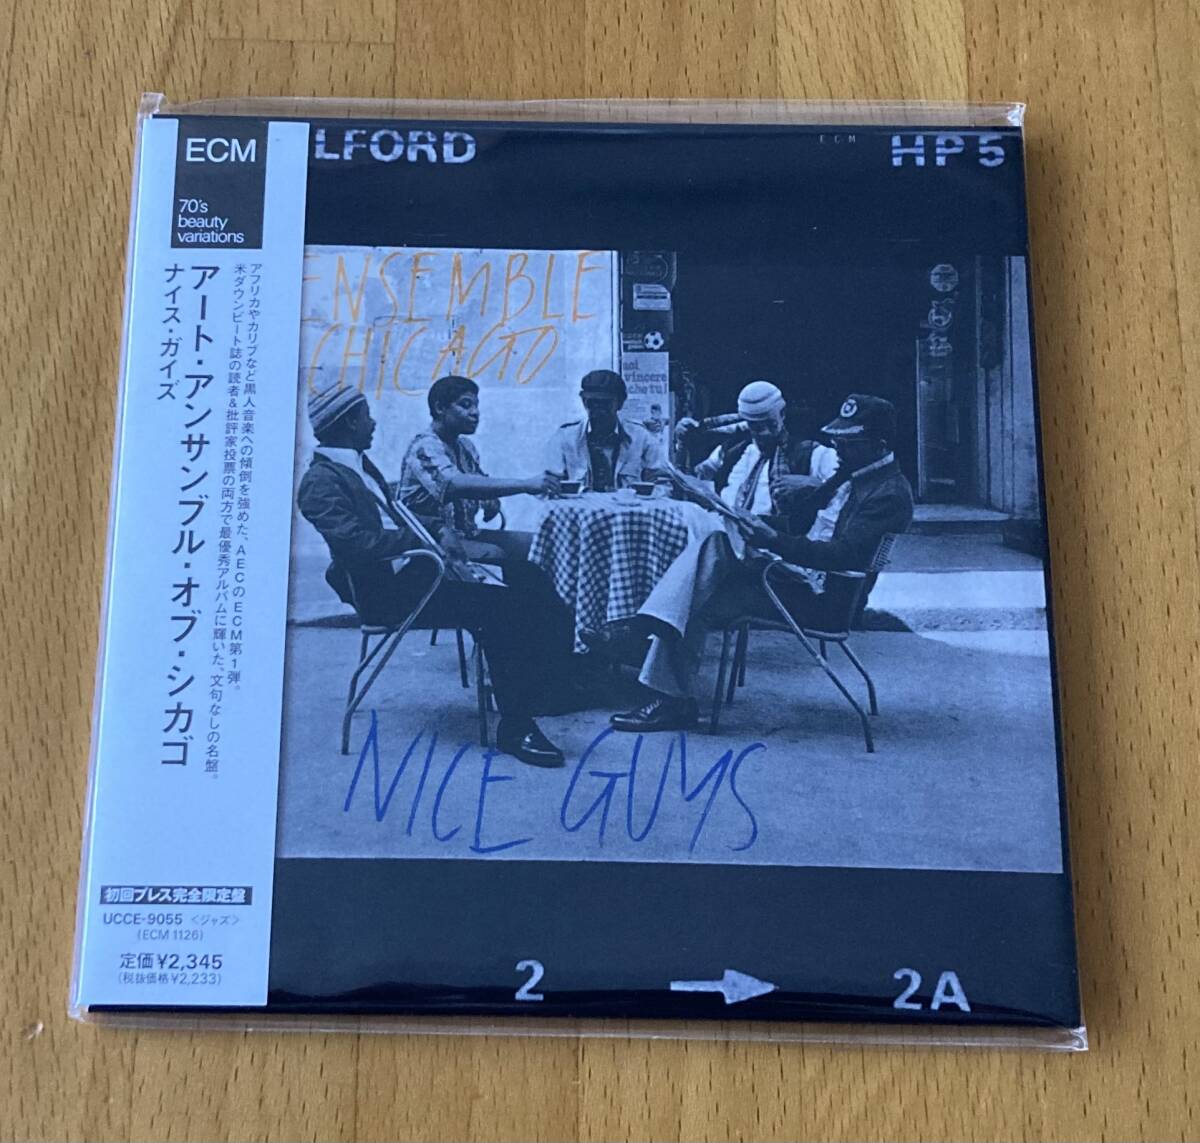 ECM
70's
beauty
variations
アフリカやカリブなど黒人音楽への傾倒を強めた、AECのECM第1弾。
米ダウンビート誌の読者&批評家投票の両方で最優秀アルバムに輝いた、文句なしの名盤。
アート・アンサンブル・オブ・シカゴ
ナイス・ガイズ
初回プレス完全限定盤
UCCE-9055 <ジャズ>
(ECM 1126)
定価¥2,345
(税抜価格¥2,233)
LFORD
ECM
HP5
ENSEMBLE
CHICAGO
noi
vincere
che tu!
NICE GUYS
2
→
2A